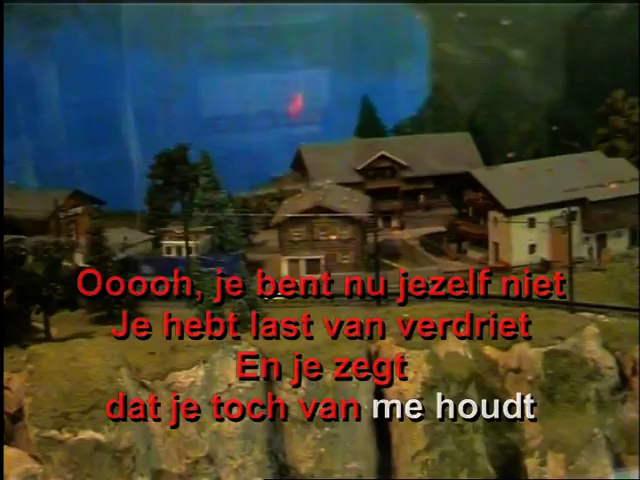 Ooooh, je bent nu jezelf niet
Je hebt last van verdriet
En je zegt
dat je toch van me houdt